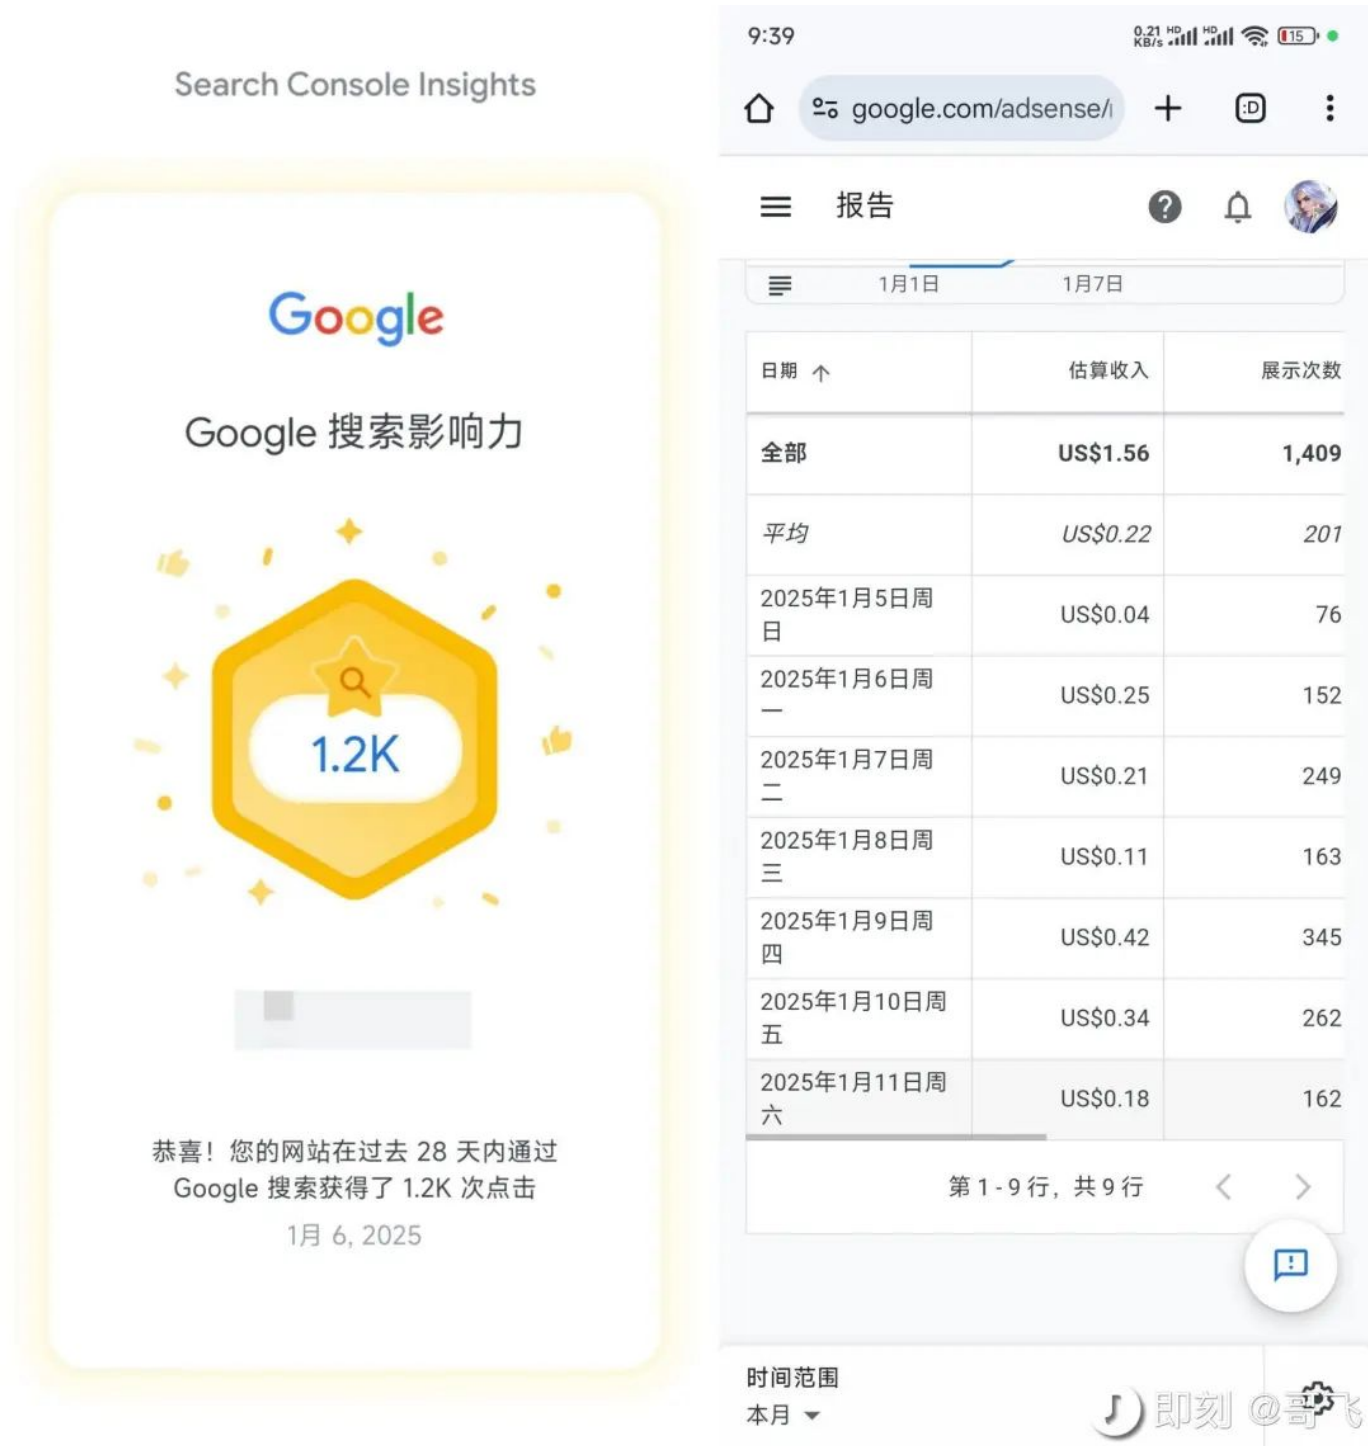 Search Console Insights
Google
Google 搜索影响力
1.2K
恭喜！您的网站在过去 28 天内通过
Google 搜索获得了 1.2K 次点击
1月 6, 2025
9:39
0.21
KB/s
HD
HD
15
google.com/adsense/
:D
报告
1月1日
1月7日
日期 ↑ 估算收入 展示次数
全部 US$1.56 1,409
平均 US$0.22 201
2025年1月5日周
日 US$0.04 76
2025年1月6日周
一 US$0.25 152
2025年1月7日周
二 US$0.21 249
2025年1月8日周
三 US$0.11 163
2025年1月9日周
四 US$0.42 345
2025年1月10日周
五 US$0.34 262
2025年1月11日周
六 US$0.18 162
第 1 - 9 行，共 9 行
时间范围
本月
即刻 @哥飞